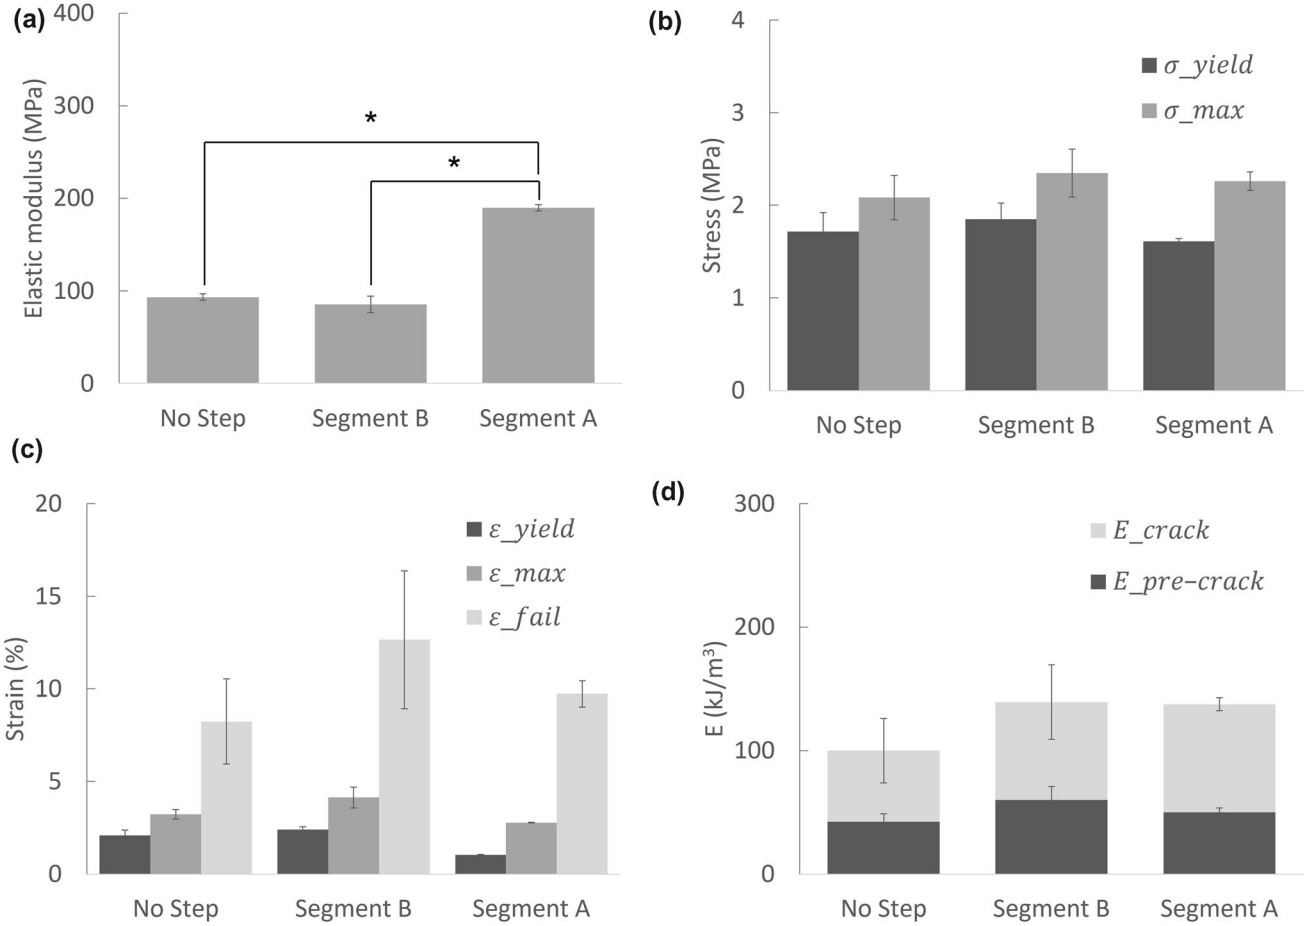 (a)
400
300
200
100
0
Elastic modulus (MPa)
*
*
No Step Segment B Segment A
(b)
4
3
2
1
0
Stress (MPa)
σ_yield
σ_max
No Step Segment B Segment A
(c)
20
15
10
5
0
Strain (%)
ε_yield
ε_max
ε_fail
No Step Segment B Segment A
(d)
300
200
100
0
E (kJ/m³)
E_crack
E_pre−crack
No Step Segment B Segment A